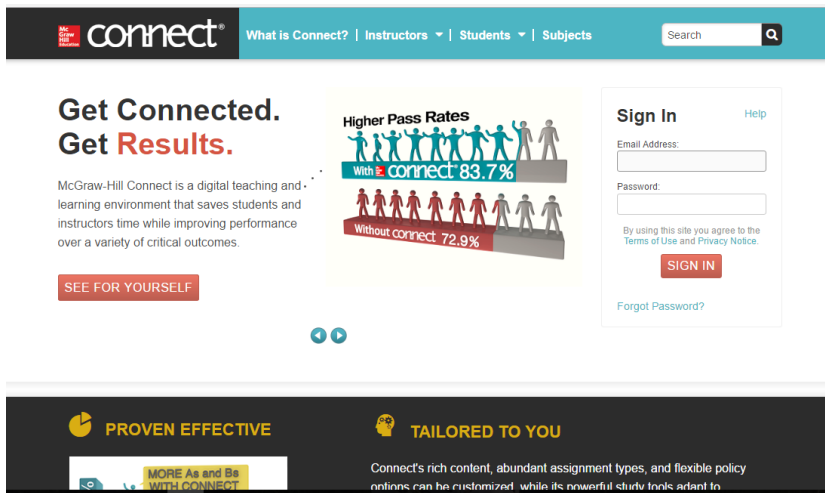 Mc
Graw
Hill
Education
connect®
What is Connect? | Instructors | Students | Subjects
Search
Get Connected.
Get Results.
McGraw-Hill Connect is a digital teaching and
learning environment that saves students and
instructors time while improving performance
over a variety of critical outcomes.
SEE FOR YOURSELF
Higher Pass Rates
With connect 83.7%
Without connect 72.9%
Sign In
Help
Email Address:
Password:
By using this site you agree to the
Terms of Use and Privacy Notice.
SIGN IN
Forgot Password?
PROVEN EFFECTIVE
MORE As and Bs
WITH CONNECT
TAILORED TO YOU
Connect's rich content, abundant assignment types, and flexible policy
options can be customized, while its powerful study tools adapt to